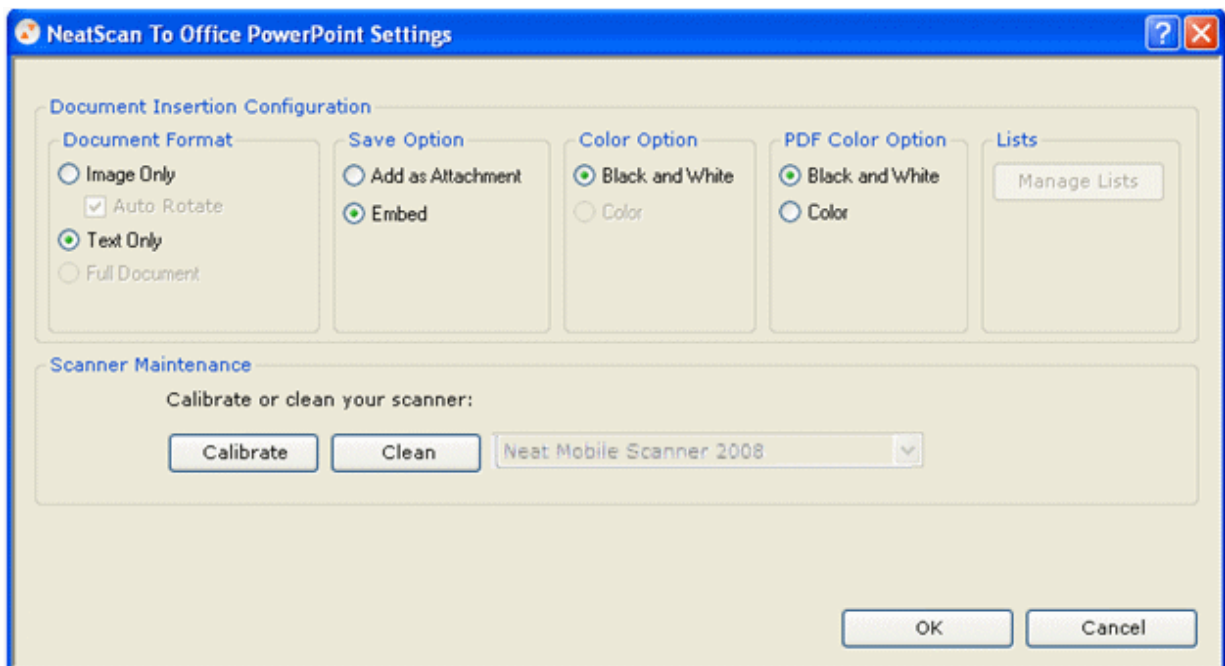 NeatScan To Office PowerPoint Settings
?
Document Insertion Configuration
Document Format
Image Only
Auto Rotate
Text Only
Full Document
Save Option
Add as Attachment
Embed
Color Option
Black and White
Color
PDF Color Option
Black and White
Color
Lists
Manage Lists
Scanner Maintenance
Calibrate or clean your scanner:
Calibrate
Clean
Neat Mobile Scanner 2008
OK
Cancel